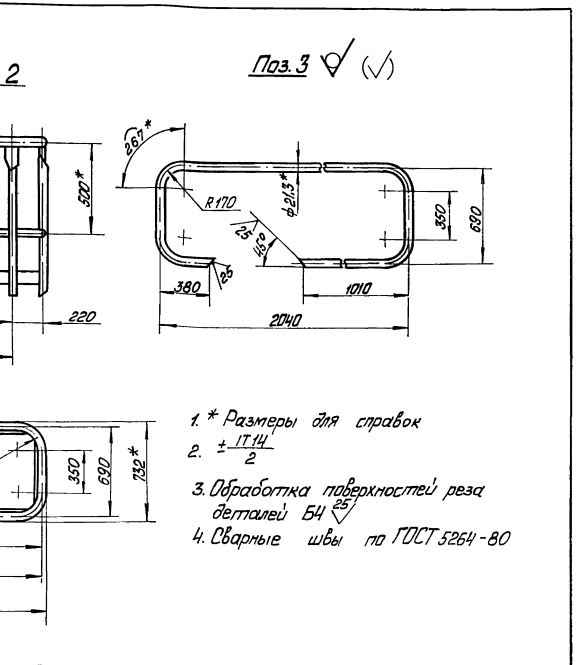 2
Поз. 3 (√)
267*
500*
R170
⌀21,3*
25
45°
350
690
25
380
1010
220
2040
1. * Размеры для справок
2. ± IT14/2
350
690
732*
3. Обработка поверхностей реза
деталей БЧ 25
4. Сварные швы по ГОСТ 5264-80